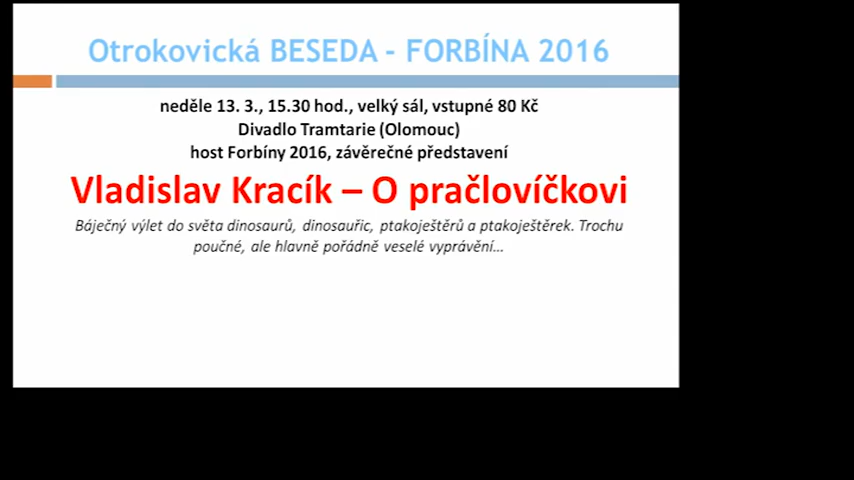 Otrokovická BESEDA - FORBÍNA 2016
neděle 13. 3., 15.30 hod., velký sál, vstupné 80 Kč
Divadlo Tramtarie (Olomouc)
host Forbíny 2016, závěrečné představení
Vladislav Kracík – O pračlovíčkovi
Báječný výlet do světa dinosaurů, dinosauřic, ptakoještěrů a ptakoještěrek. Trochu
poučné, ale hlavně pořádně veselé vyprávění…